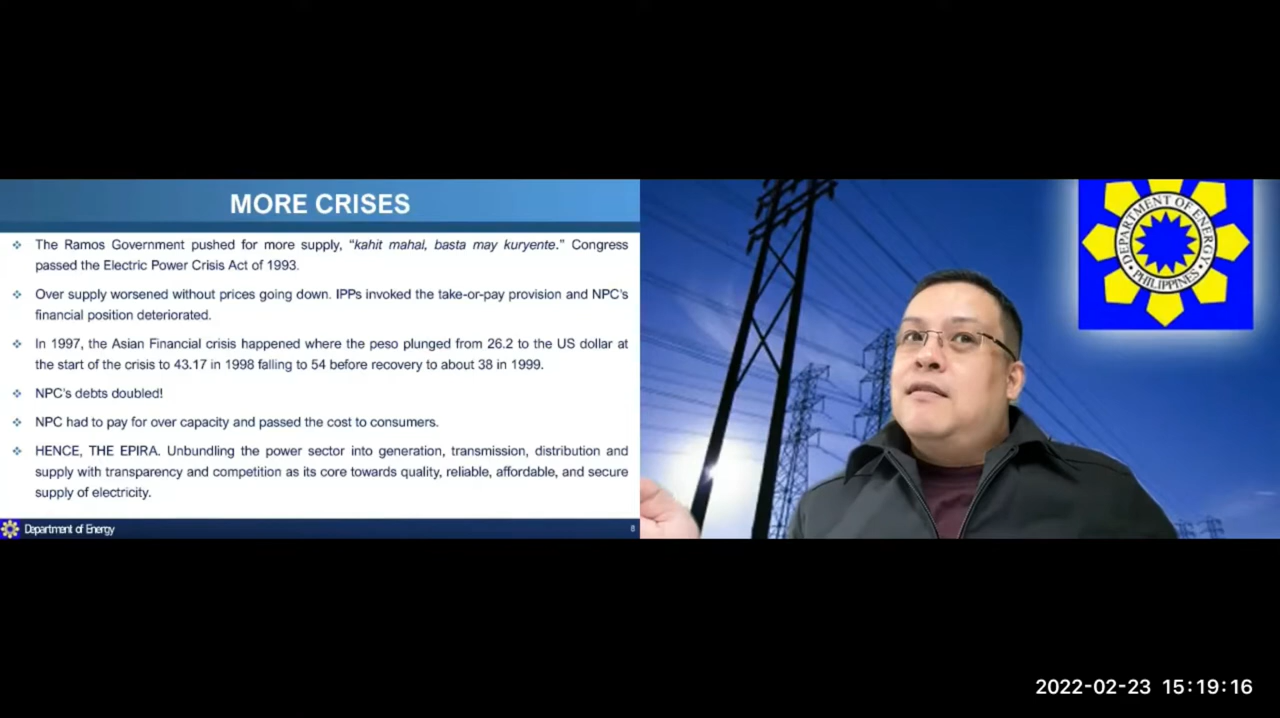 MORE CRISES
❖ The Ramos Government pushed for more supply, “kahit mahal, basta may kuryente.” Congress
passed the Electric Power Crisis Act of 1993.
❖ Over supply worsened without prices going down. IPPs invoked the take-or-pay provision and NPC's
financial position deteriorated.
❖ In 1997, the Asian Financial crisis happened where the peso plunged from 26.2 to the US dollar at
the start of the crisis to 43.17 in 1998 falling to 54 before recovery to about 38 in 1999.
❖ NPC's debts doubled!
❖ NPC had to pay for over capacity and passed the cost to consumers.
❖ HENCE, THE EPIRA. Unbundling the power sector into generation, transmission, distribution and
supply with transparency and competition as its core towards quality, reliable, affordable, and secure
supply of electricity.
Department of Energy
8
DEPARTMENT OF ENERGY
• PHILIPPINES •
2022-02-23 15:19:16